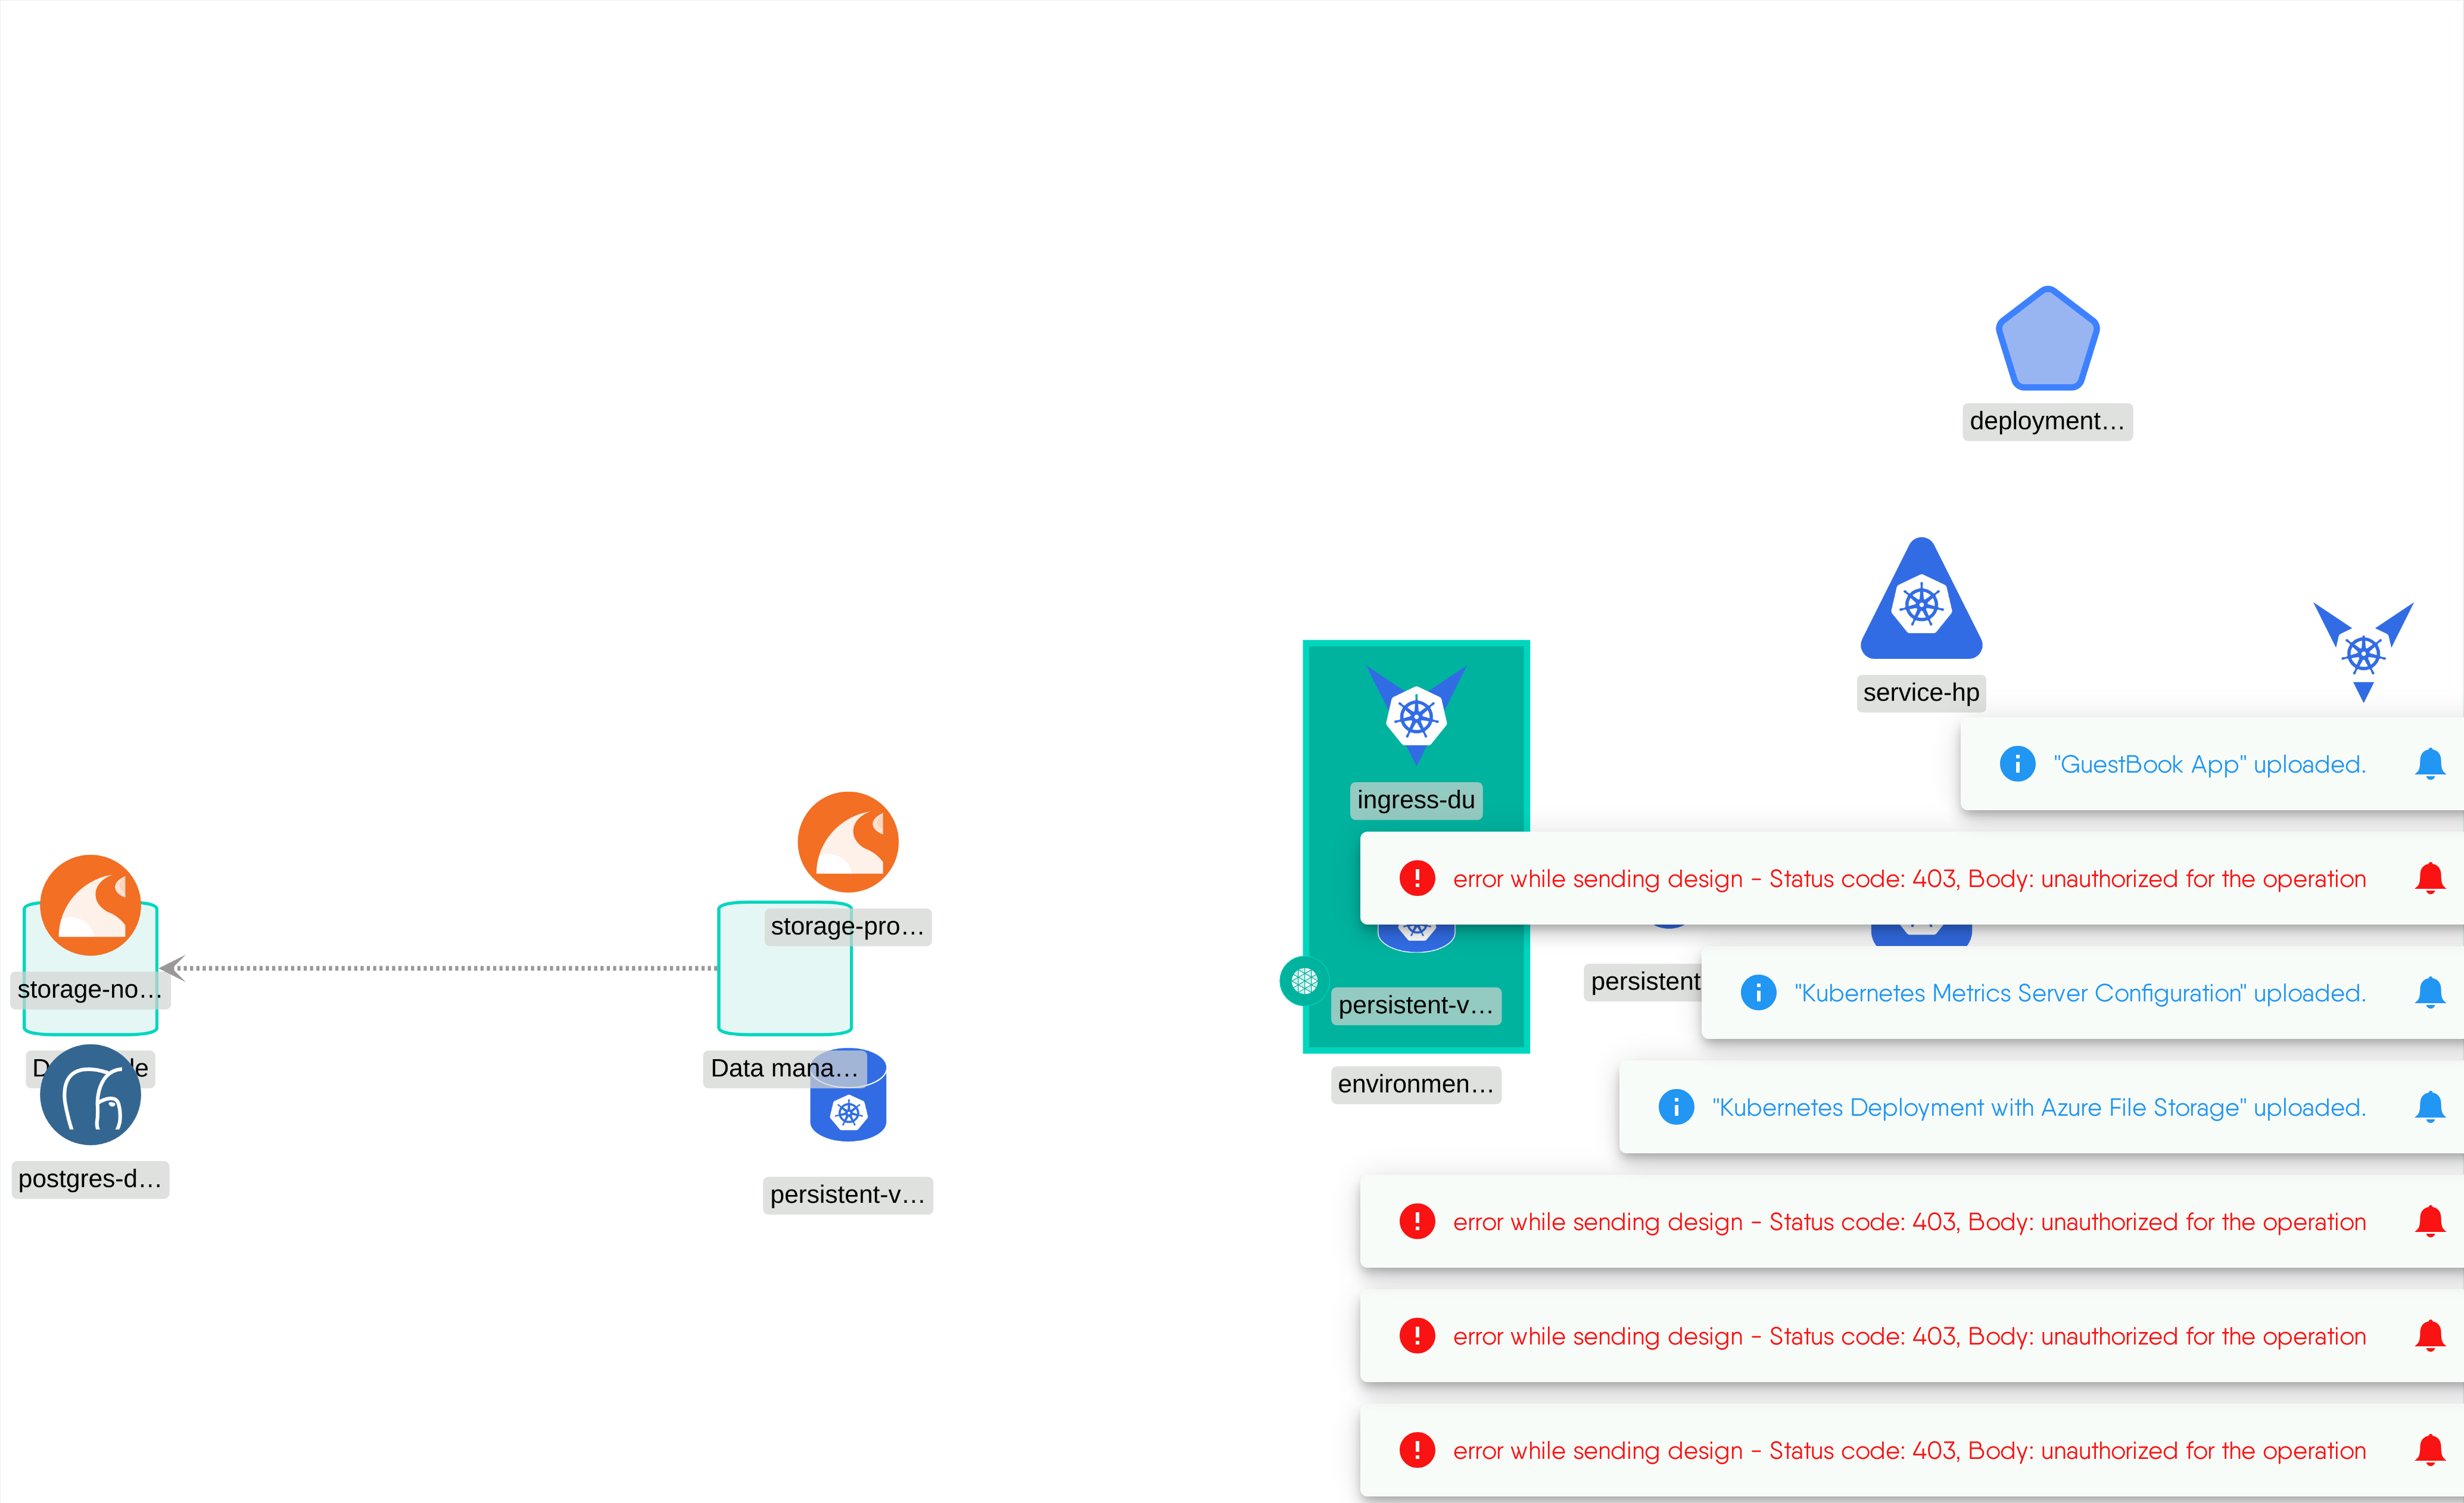 deployment…
service-hp
"GuestBook App" uploaded.
ingress-du
error while sending design - Status code: 403, Body: unauthorized for the operation
storage-pro…
storage-no…
persistent-v…
persistent
"Kubernetes Metrics Server Configuration" uploaded.
Data mana…
environmen…
"Kubernetes Deployment with Azure File Storage" uploaded.
postgres-d…
persistent-v…
error while sending design - Status code: 403, Body: unauthorized for the operation
error while sending design - Status code: 403, Body: unauthorized for the operation
error while sending design - Status code: 403, Body: unauthorized for the operation